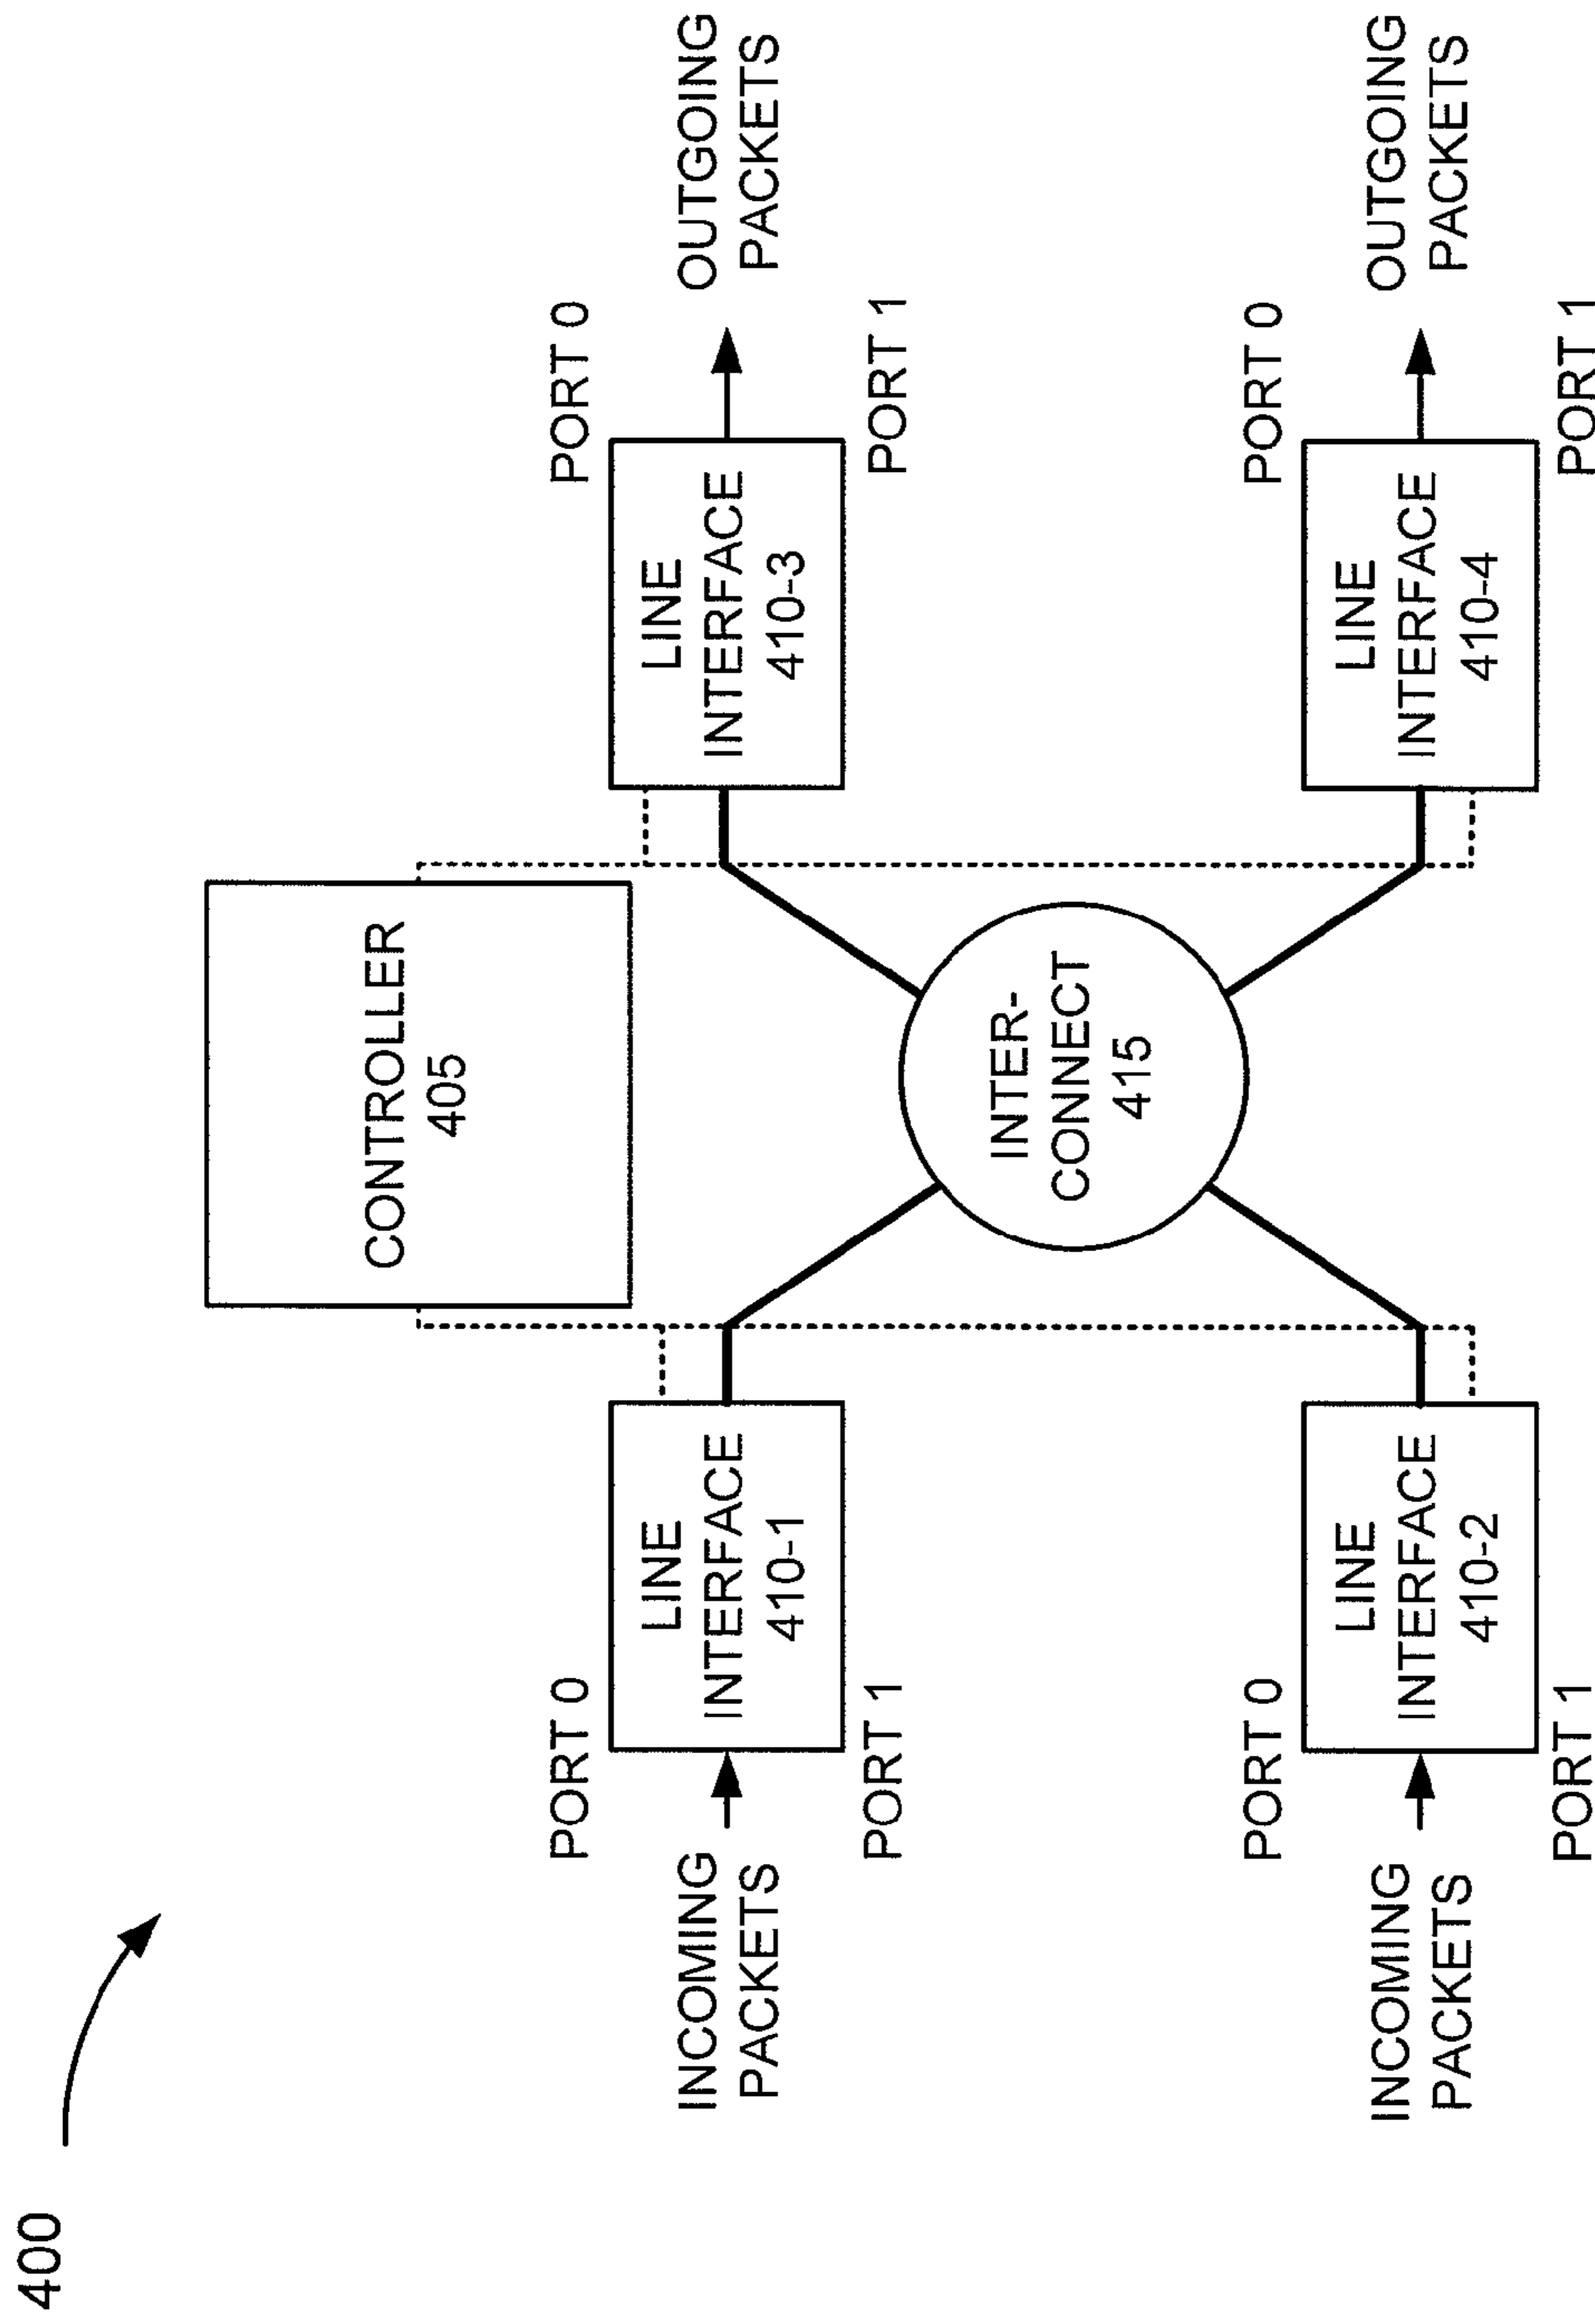 400
CONTROLLER
405
PORT 0
PORT 0
INCOMING
PACKETS
LINE
INTERFACE
410-1
LINE
INTERFACE
410-3
OUTGOING
PACKETS
PORT 1
PORT 1
INTER-
CONNECT
415
PORT 0
PORT 0
INCOMING
PACKETS
LINE
INTERFACE
410-2
LINE
INTERFACE
410-4
OUTGOING
PACKETS
PORT 1
PORT 1